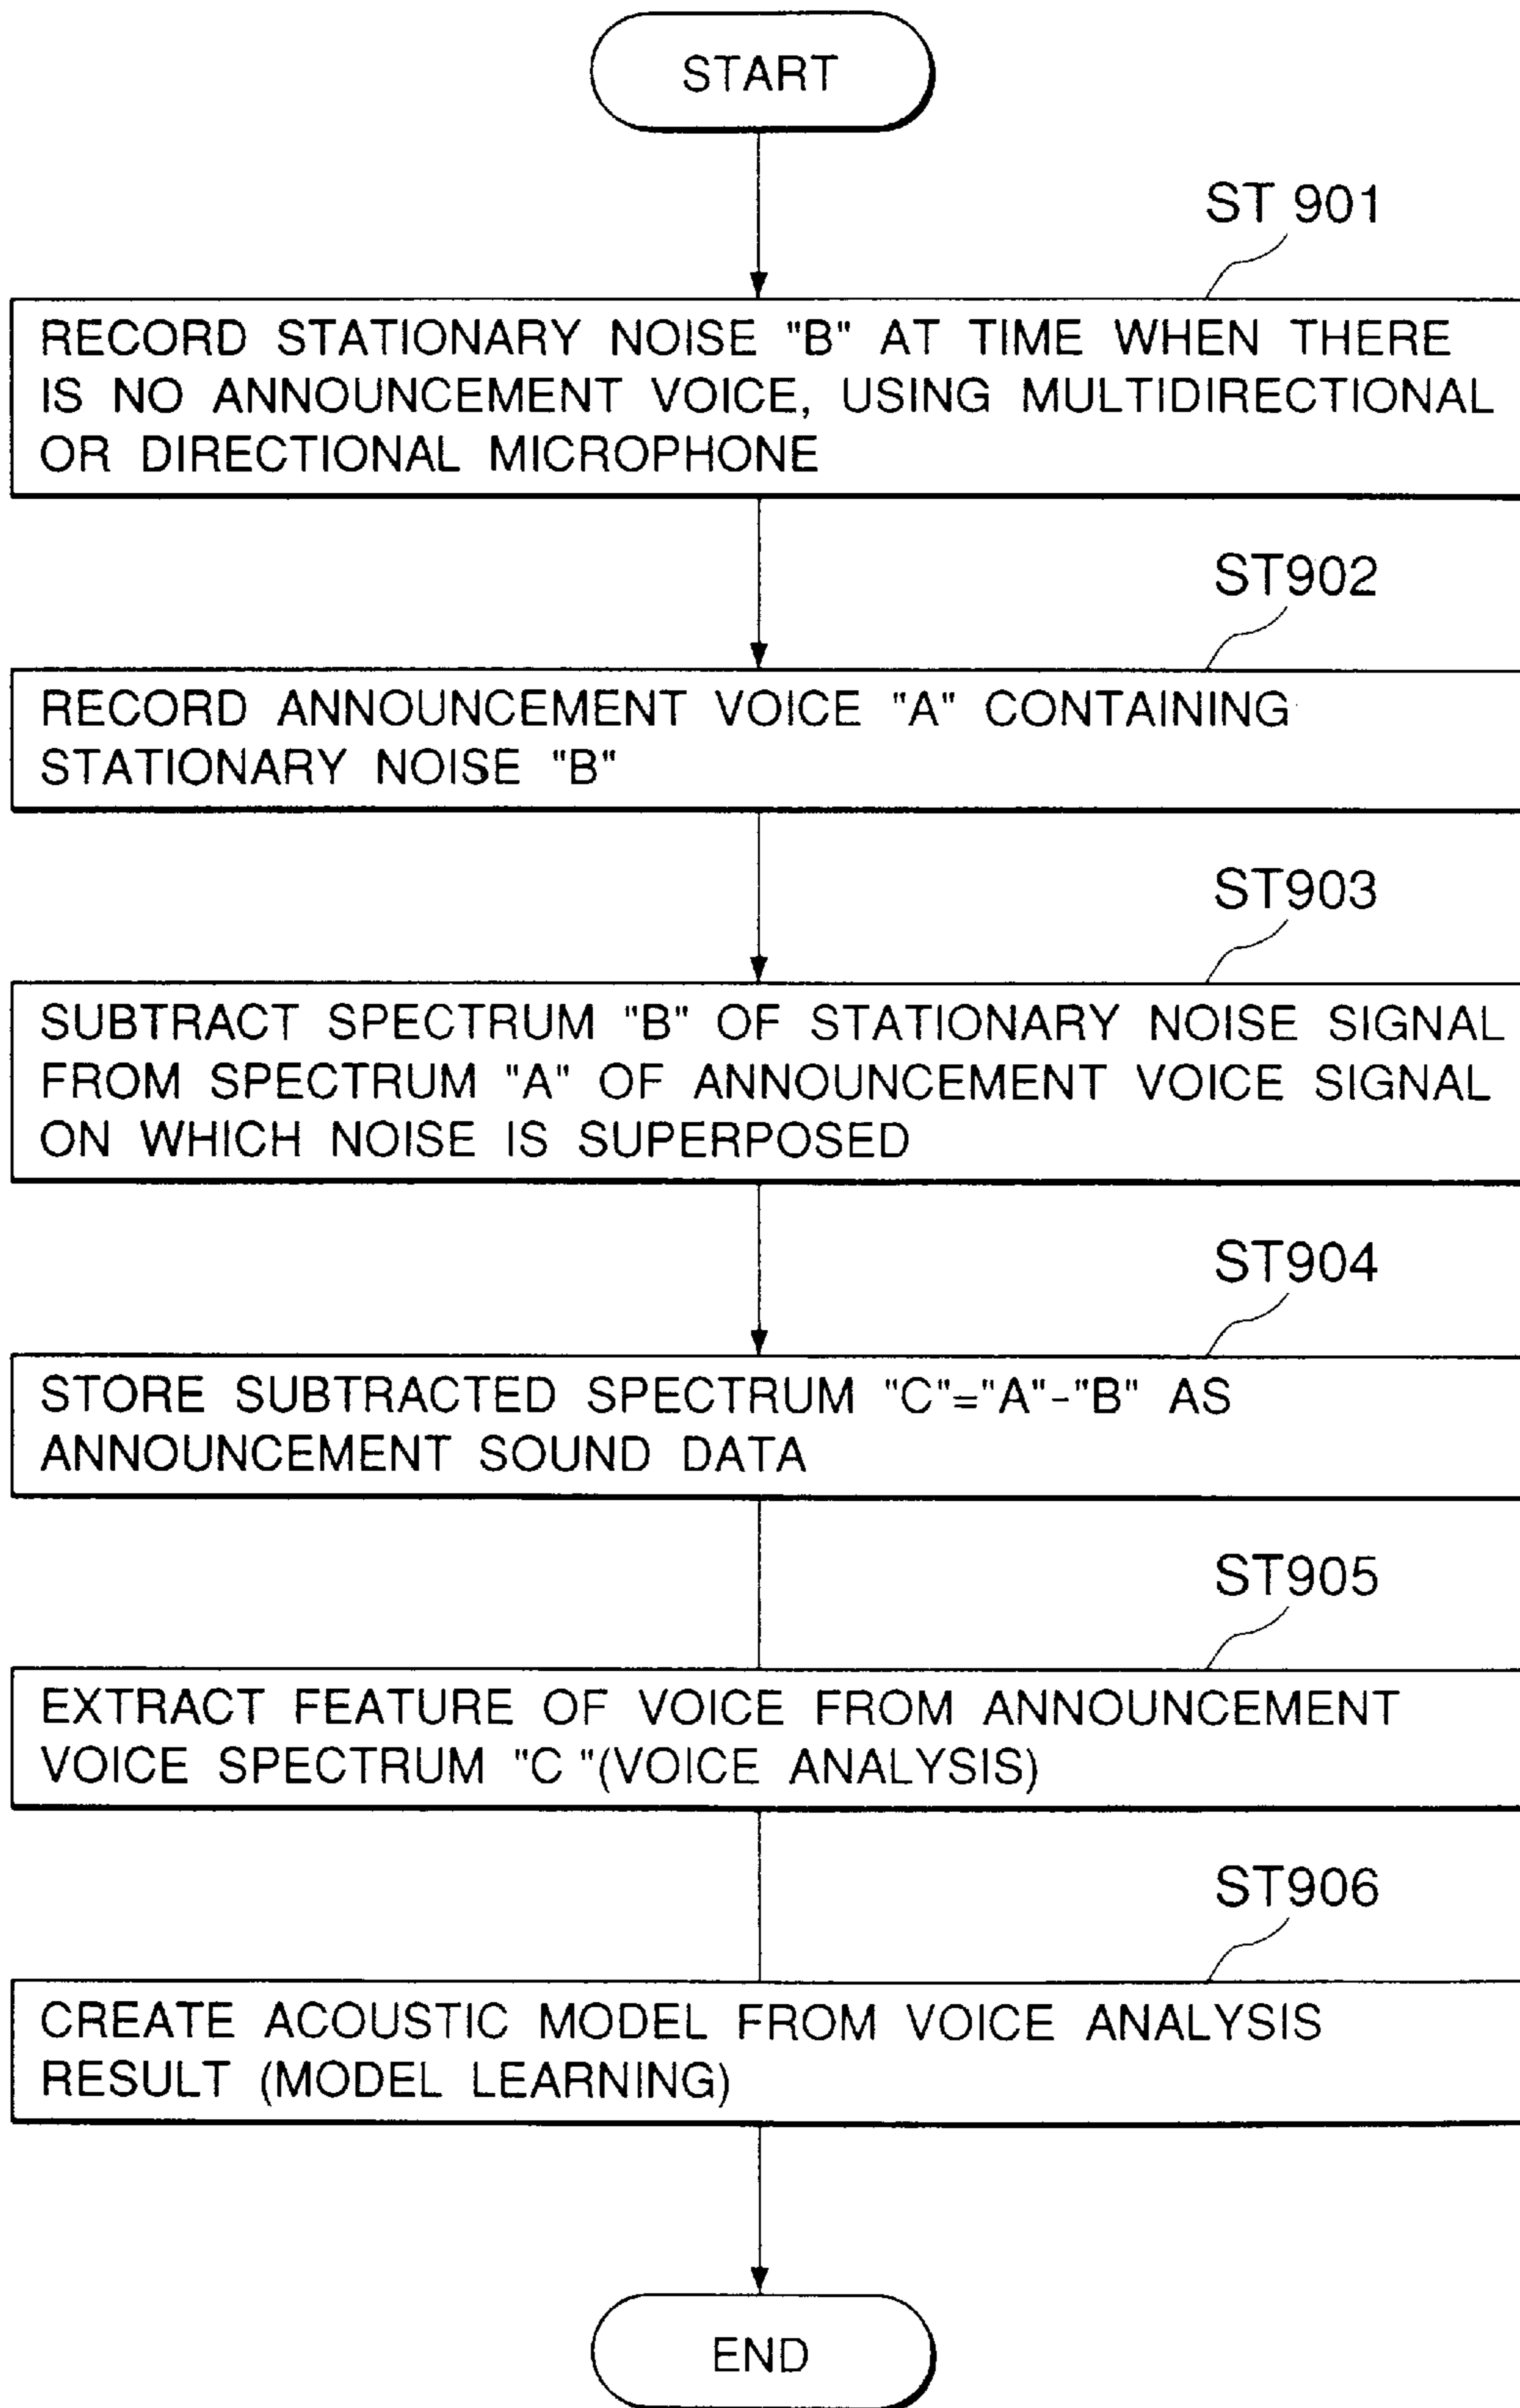 START
ST 901
RECORD STATIONARY NOISE "B" AT TIME WHEN THERE
IS NO ANNOUNCEMENT VOICE, USING MULTIDIRECTIONAL
OR DIRECTIONAL MICROPHONE
ST902
RECORD ANNOUNCEMENT VOICE "A" CONTAINING
STATIONARY NOISE "B"
ST903
SUBTRACT SPECTRUM "B" OF STATIONARY NOISE SIGNAL
FROM SPECTRUM "A" OF ANNOUNCEMENT VOICE SIGNAL
ON WHICH NOISE IS SUPERPOSED
ST904
STORE SUBTRACTED SPECTRUM "C"="A"-"B" AS
ANNOUNCEMENT SOUND DATA
ST905
EXTRACT FEATURE OF VOICE FROM ANNOUNCEMENT
VOICE SPECTRUM "C "(VOICE ANALYSIS)
ST906
CREATE ACOUSTIC MODEL FROM VOICE ANALYSIS
RESULT (MODEL LEARNING)
END